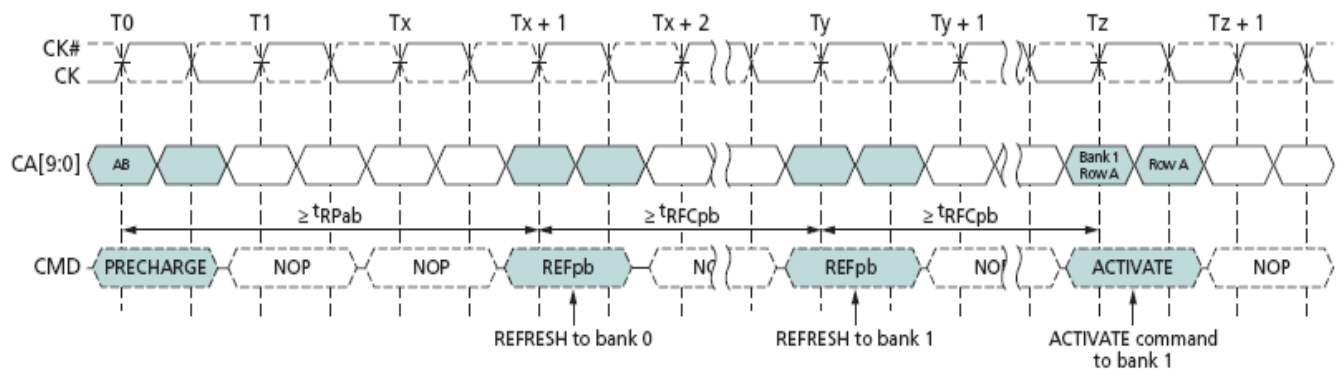 T0 T1 Tx Tx + 1 Tx + 2 Ty Ty + 1 Tz Tz + 1
CK#
CK
CA[9:0] AB Bank 1 Row A Row A
≥ tRPab ≥ tRFCpb ≥ tRFCpb
CMD PRECHARGE NOP NOP REFpb NO REFpb NOP ACTIVATE NOP
REFRESH to bank 0 REFRESH to bank 1 ACTIVATE command
to bank 1